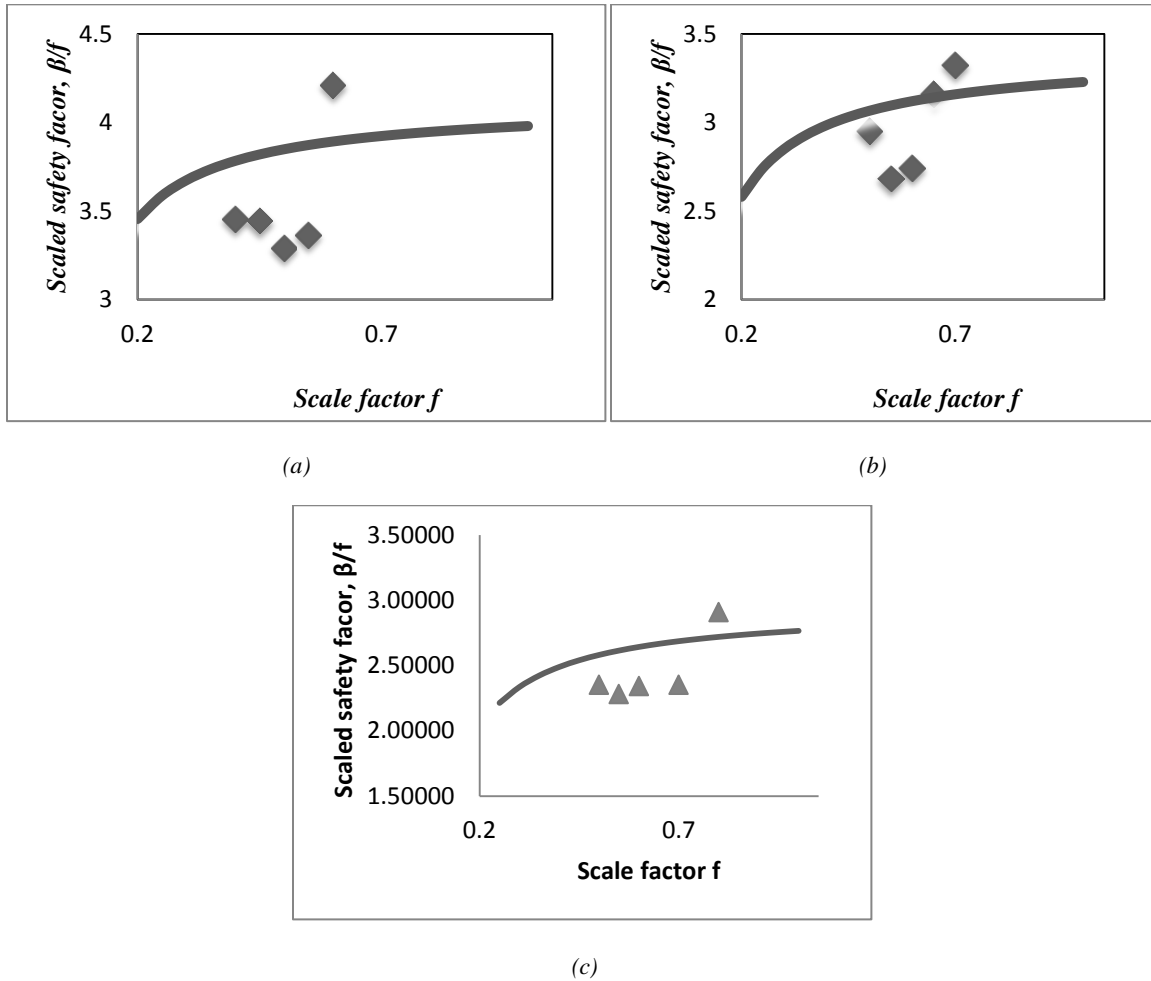 Scaled safety facor, β/f
4.5
4
3.5
3
0.2
0.7
Scale factor f
(a)
Scaled safety facor, β/f
3.5
3
2.5
2
0.2
0.7
Scale factor f
(b)
Scaled safety facor, β/f
3.50000
3.00000
2.50000
2.00000
1.50000
0.2
0.7
Scale factor f
(c)